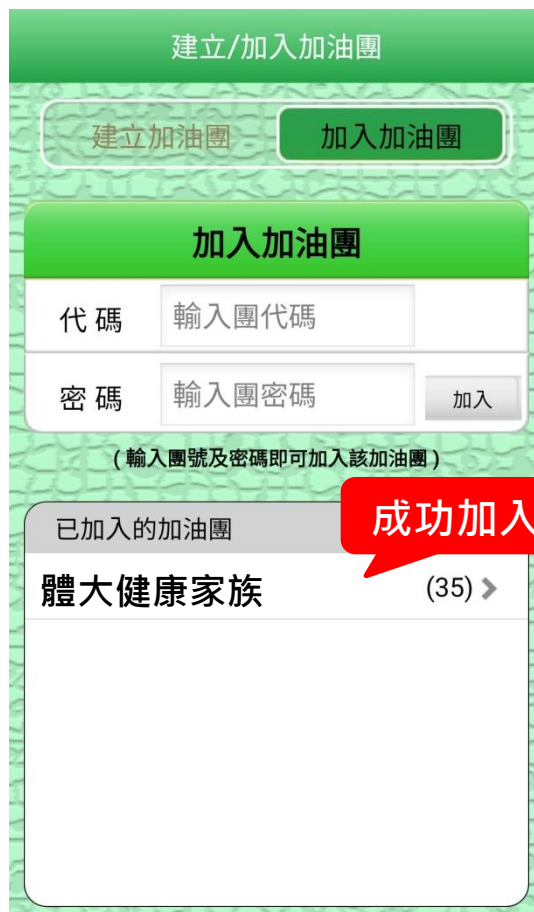 建立/加入加油團
建立加油團 加入加油團
加入加油團
代 碼 輸入團代碼
密 碼 輸入團密碼 加入
( 輸入團號及密碼即可加入該加油團 )
已加入的加油團 成功加入
體大健康家族 (35)